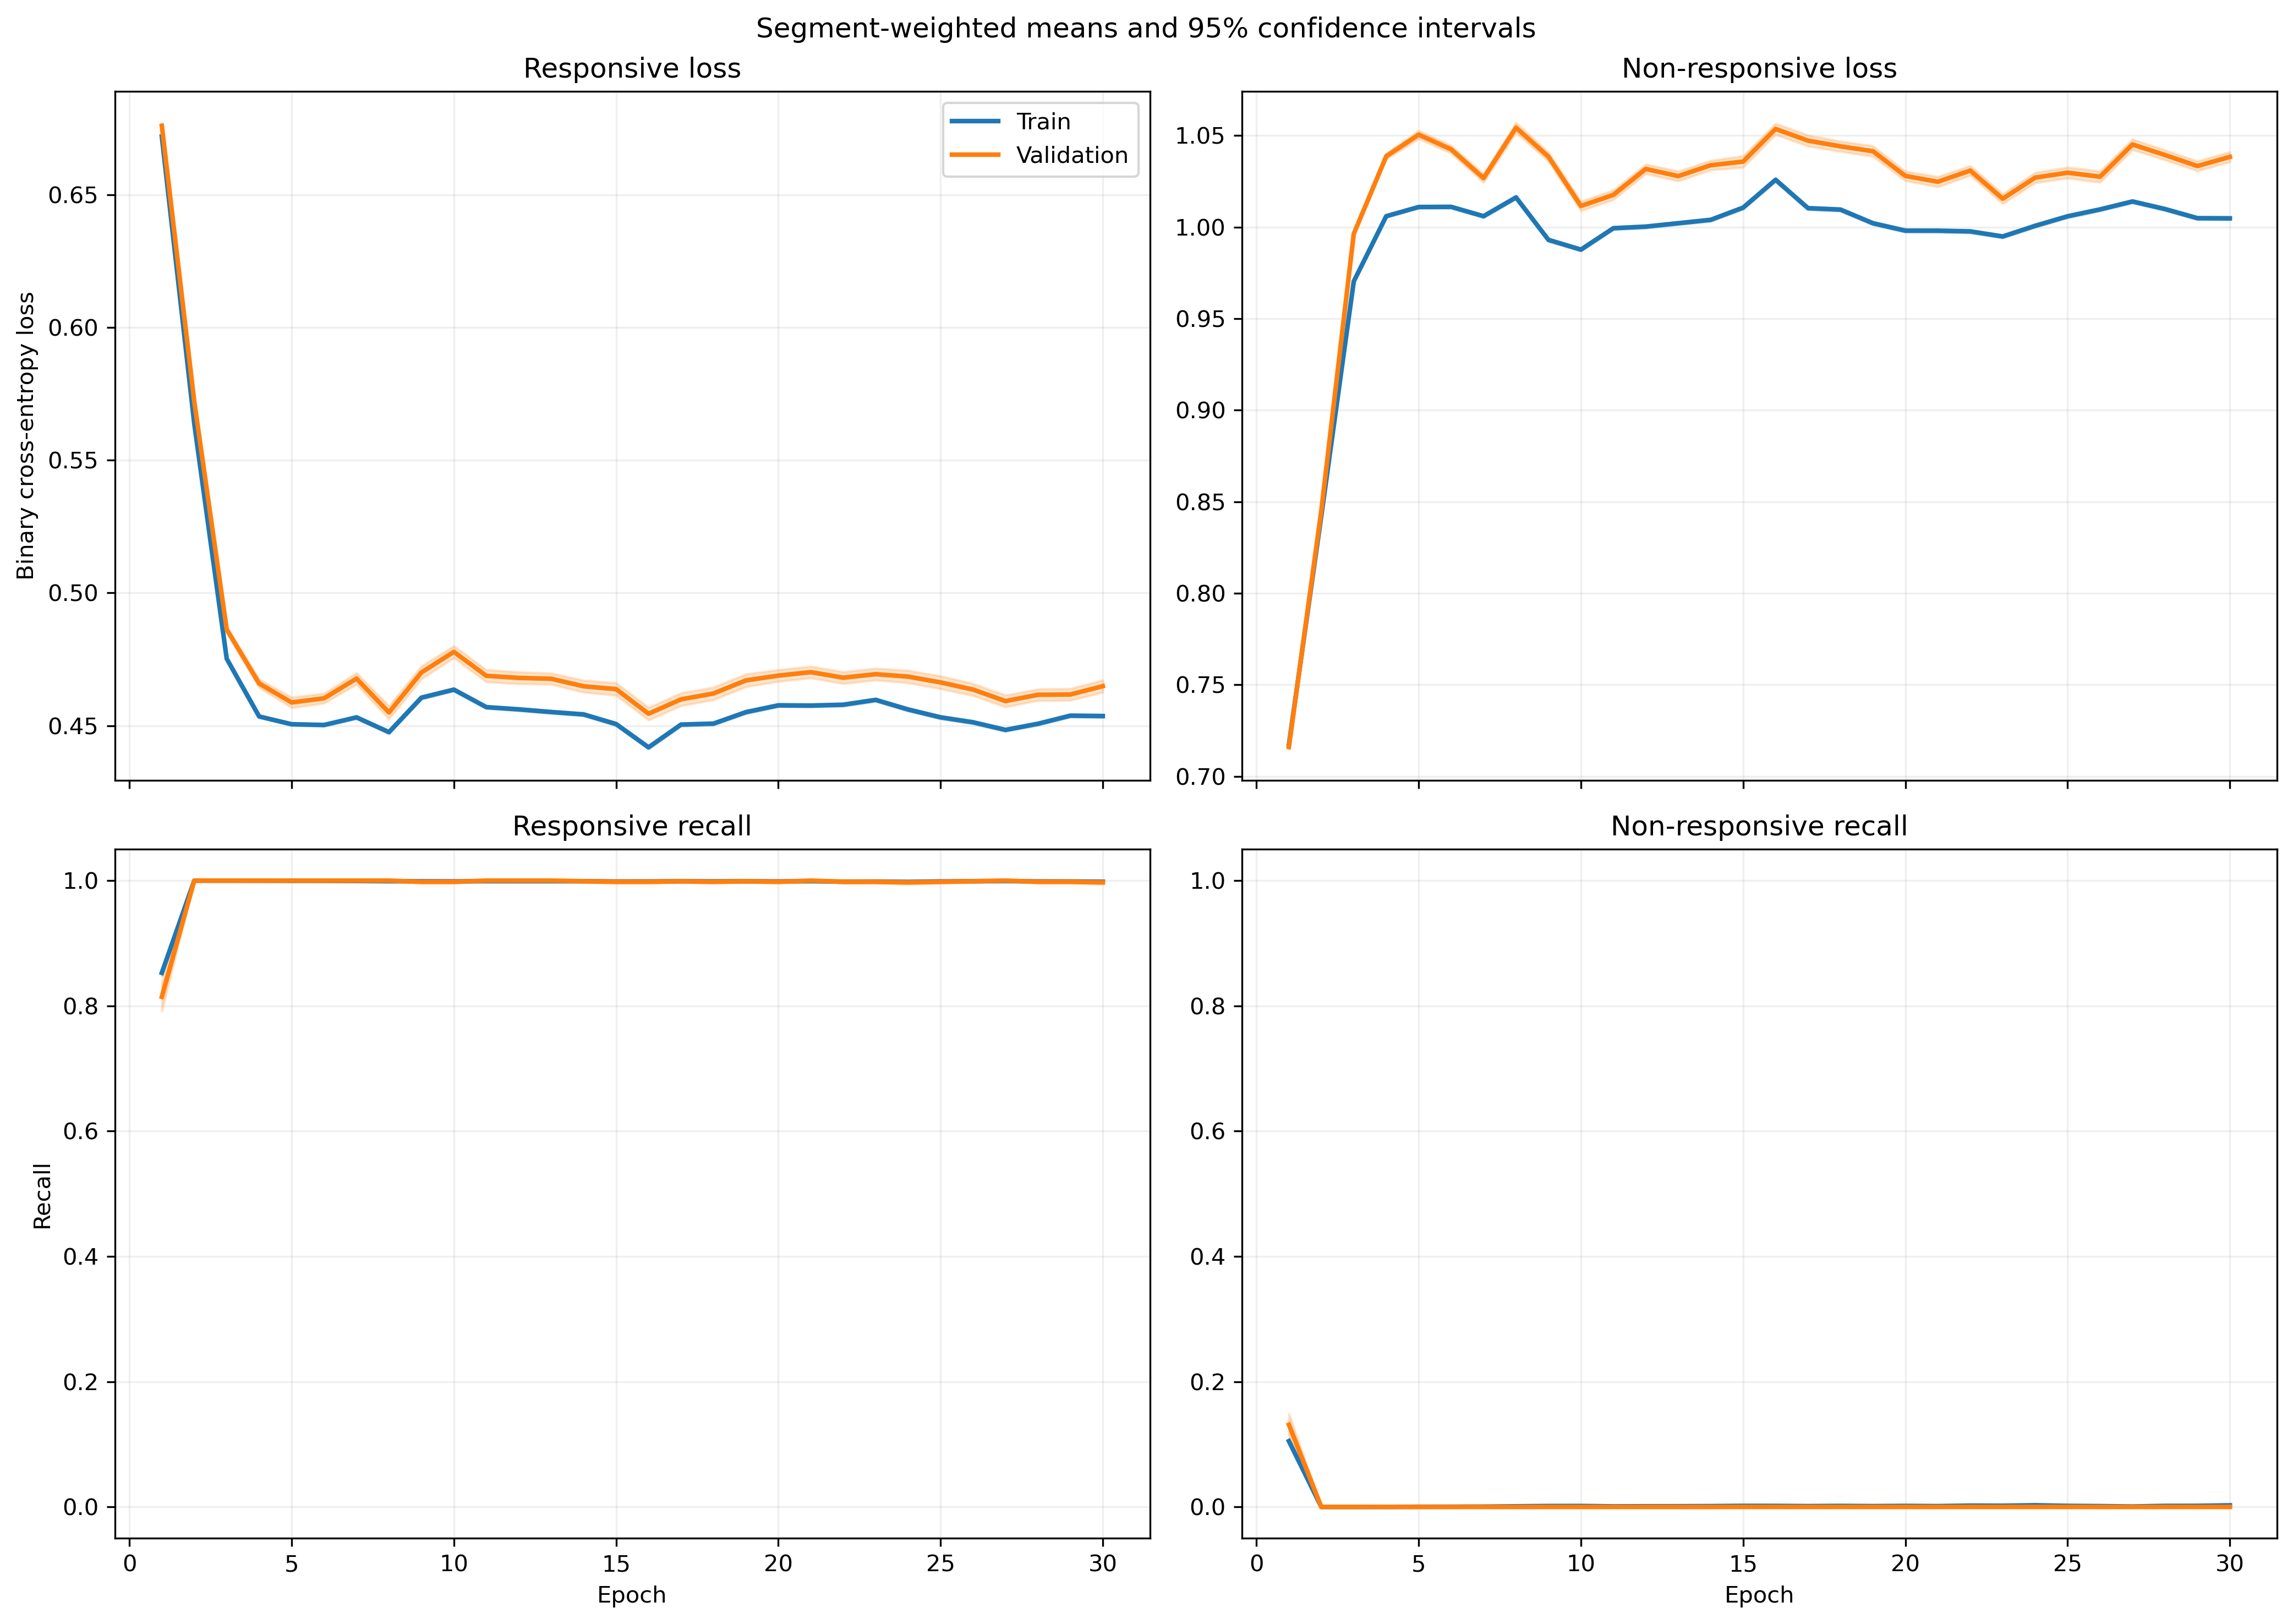 Segment-weighted means and 95% confidence intervals
Responsive loss
Non-responsive loss
Train
Validation
Binary cross-entropy loss
0.65
0.60
0.55
0.50
0.45
1.05
1.00
0.95
0.90
0.85
0.80
0.75
0.70
Responsive recall
Non-responsive recall
Recall
1.0
0.8
0.6
0.4
0.2
0.0
0 5 10 15 20 25 30
Epoch
1.0
0.8
0.6
0.4
0.2
0.0
0 5 10 15 20 25 30
Epoch